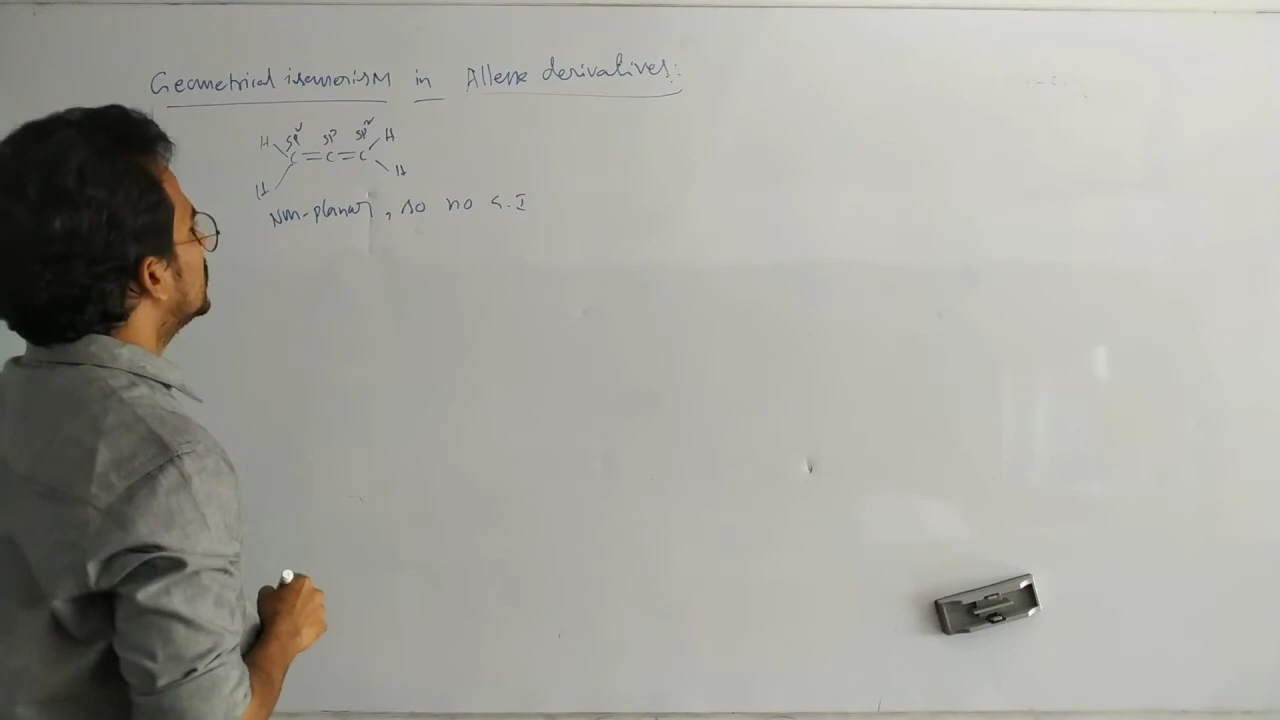 Geometrical isomerism in Allene derivatives:
H sp² sp sp² H
C=C=C
H H
Non-planar, so no G.I